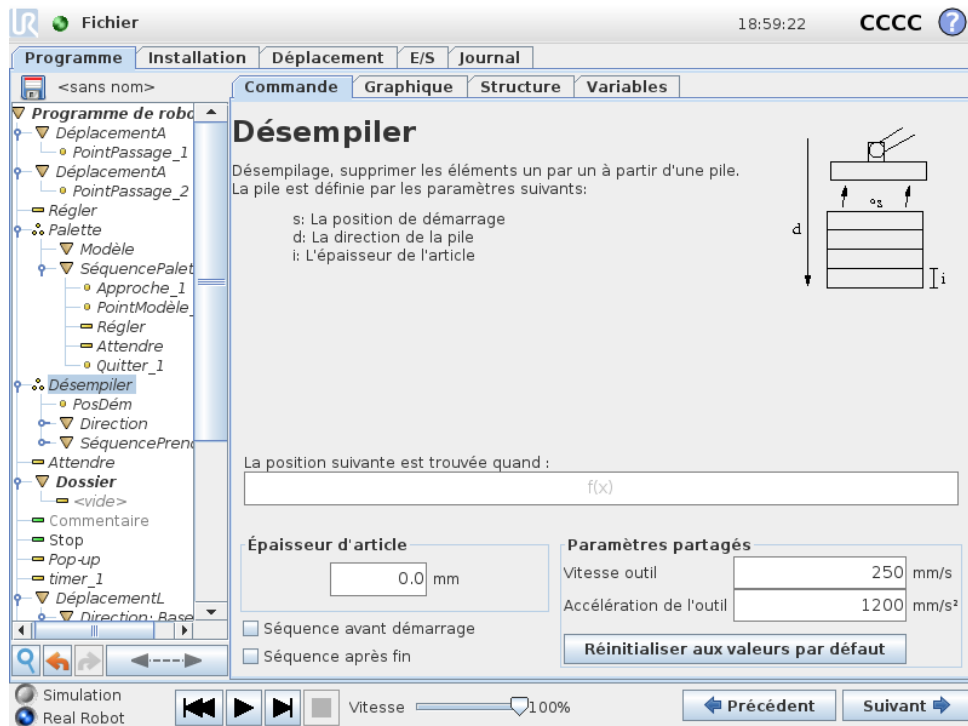 UR Fichier 18:59:22 CCCC ?
Programme Installation Déplacement E/S Journal
<sans nom>
Commande Graphique Structure Variables
Programme de robo
DéplacementA
PointPassage_1
DéplacementA
PointPassage_2
Régler
Palette
Modèle
SéquencePalet
Approche_1
PointModèle_
Régler
Attendre
Quitter_1
Désempiler
PosDém
Direction
SéquencePrend
Attendre
Dossier
<vide>
Commentaire
Stop
Pop-up
timer_1
DéplacementL
Direction: Base
Désempiler
Désempilage, supprimer les éléments un par un à partir d'une pile.
La pile est définie par les paramètres suivants:
s: La position de démarrage
d: La direction de la pile
i: L'épaisseur de l'article
d
s
i
La position suivante est trouvée quand :
f(x)
Épaisseur d'article
0.0 mm
Séquence avant démarrage
Séquence après fin
Paramètres partagés
Vitesse outil 250 mm/s
Accélération de l'outil 1200 mm/s²
Réinitialiser aux valeurs par défaut
Simulation
Real Robot
Vitesse 100%
Précédent Suivant